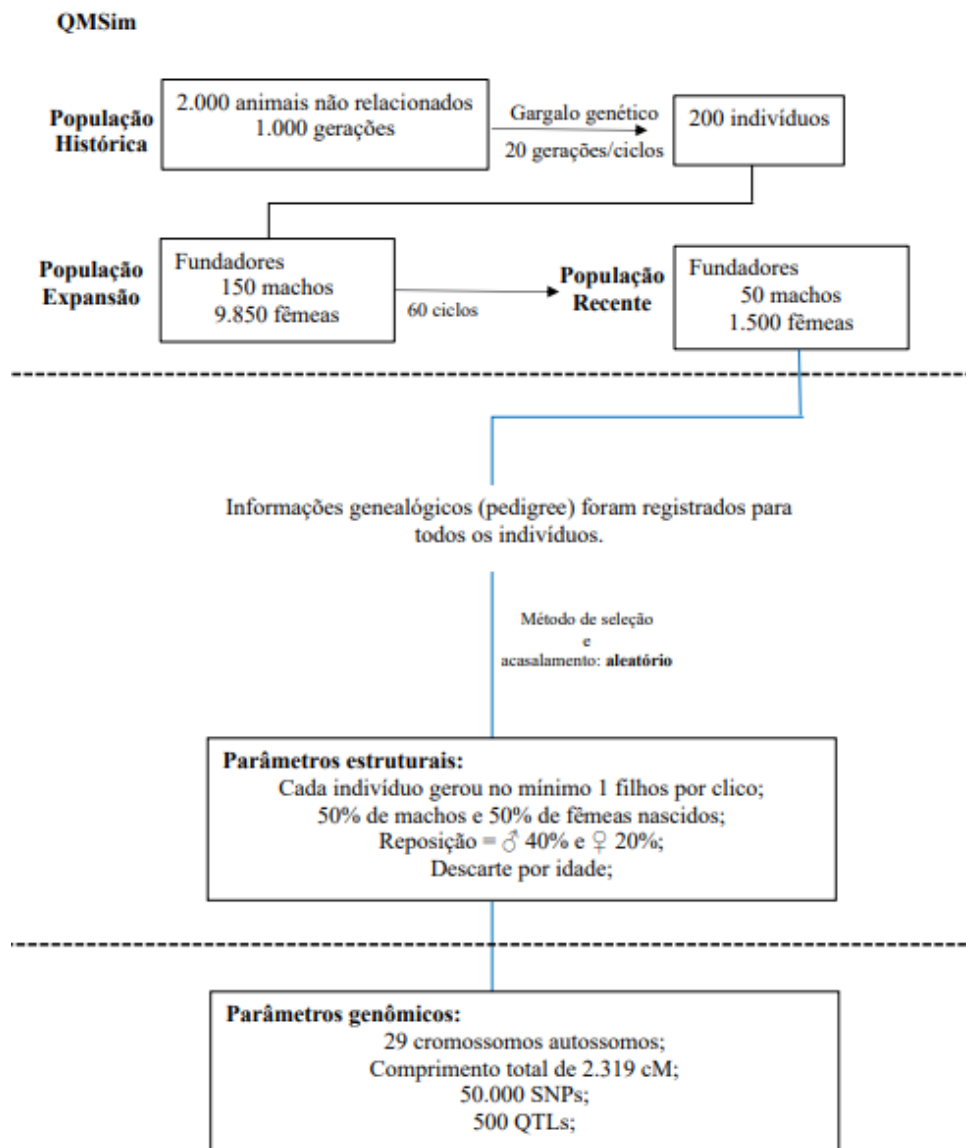 QMSim
População
Histórica
2.000 animais não relacionados
1.000 gerações
Gargalo genético
20 gerações/ciclos
200 indivíduos
População
Expansão
Fundadores
150 machos
9.850 fêmeas
60 ciclos
População
Recente
Fundadores
50 machos
1.500 fêmeas
Informações genealógicos (pedigree) foram registrados para
todos os indivíduos.
Método de seleção
e
acasalamento: aleatório
Parâmetros estruturais:
Cada indivíduo gerou no mínimo 1 filhos por clico;
50% de machos e 50% de fêmeas nascidos;
Reposição = ♂ 40% e ♀ 20%;
Descarte por idade;
Parâmetros genômicos:
29 cromossomos autossomos;
Comprimento total de 2.319 cM;
50.000 SNPs;
500 QTLs;